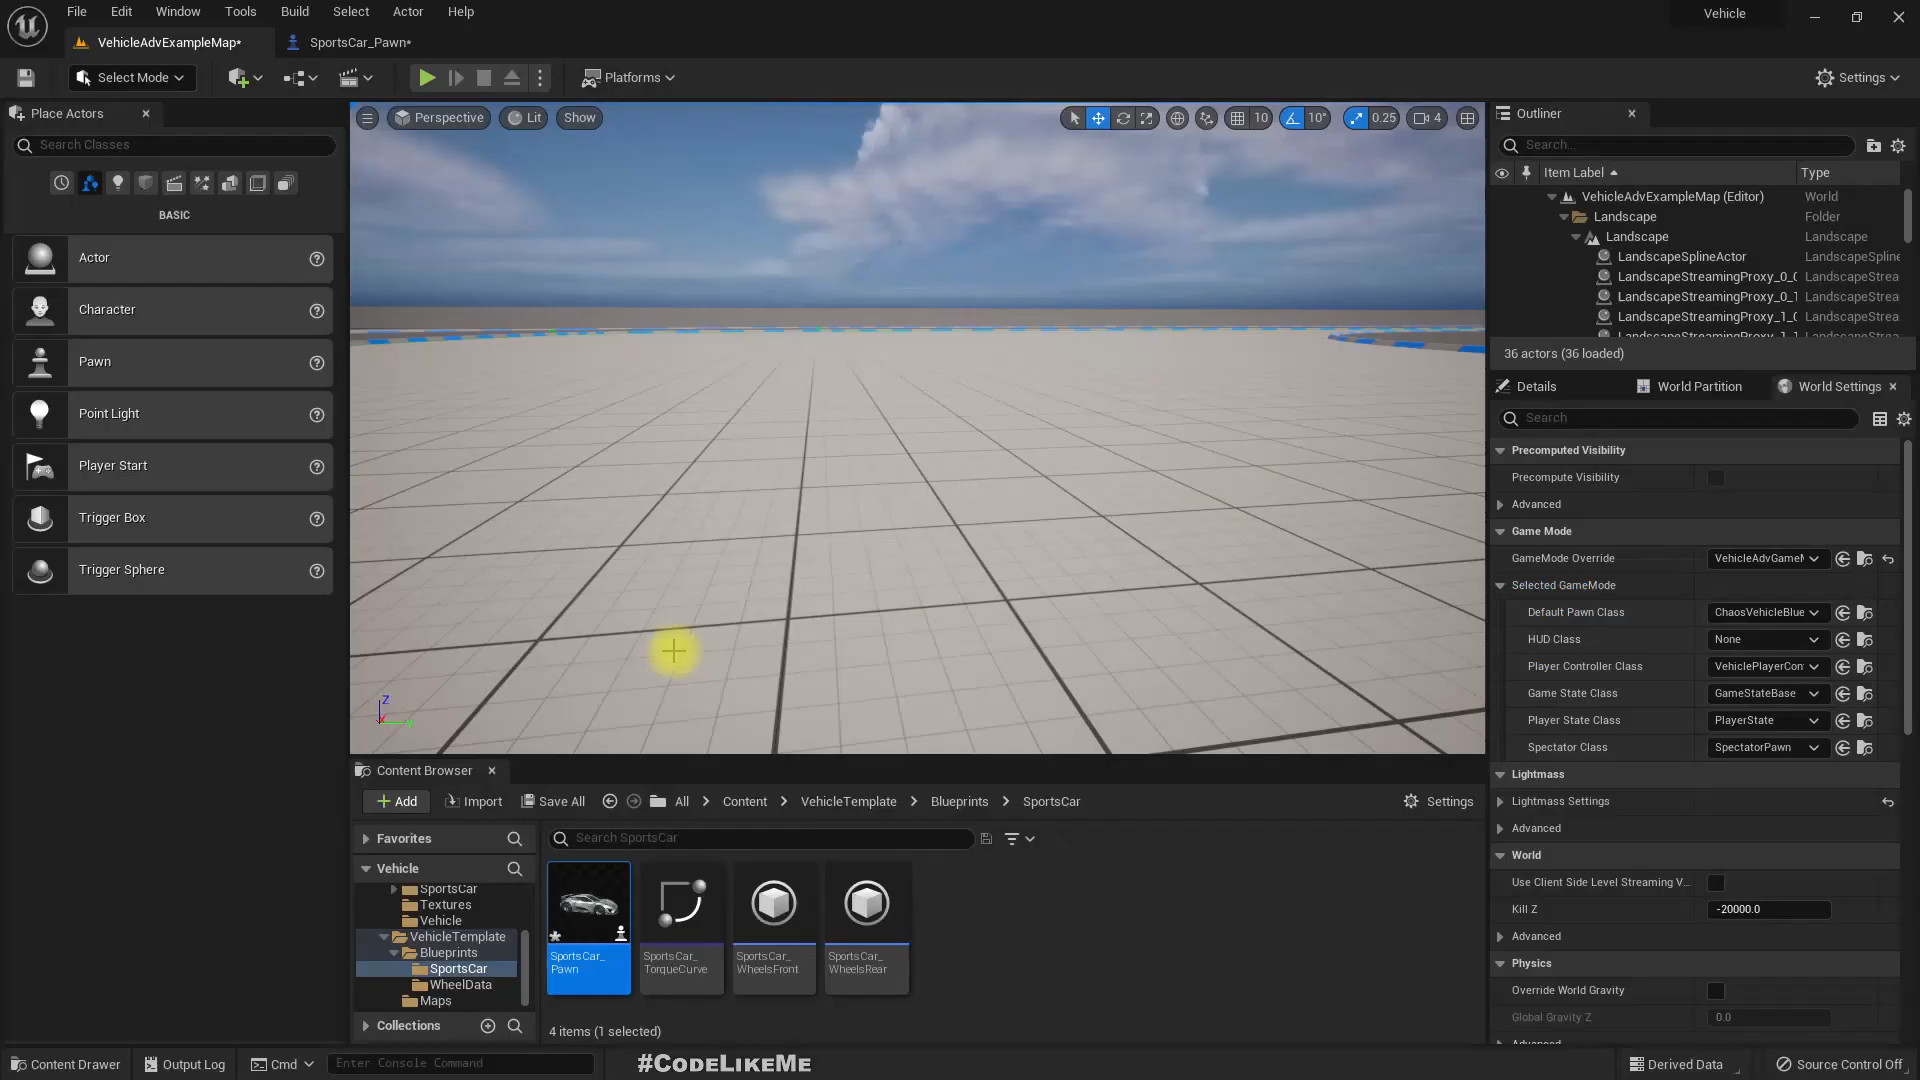 File Edit Window Tools Build Select Actor Help
Vehicle
VehicleAdvExampleMap*
SportsCar_Pawn*
Select Mode
Platforms
Settings
Place Actors
Search Classes
BASIC
Actor
Character
Pawn
Point Light
Player Start
Trigger Box
Trigger Sphere
Perspective
Lit
Show
10
10°
0.25
4
Z
Outliner
Search...
Item Label
Type
VehicleAdvExampleMap (Editor) World
Landscape Folder
Landscape Landscape
LandscapeSplineActor LandscapeSpline
LandscapeStreamingProxy_0_0 LandscapeStrea
LandscapeStreamingProxy_0_1 LandscapeStrea
LandscapeStreamingProxy_1_0 LandscapeStrea
LandscapeStreamingProxy_1_1 LandscapeStrea
36 actors (36 loaded)
Details
World Partition
World Settings
Search
Precomputed Visibility
Precompute Visibility
Advanced
Game Mode
GameMode Override VehicleAdvGameM
Selected GameMode
Default Pawn Class ChaosVehicleBlue
HUD Class None
Player Controller Class VehiclePlayerCon
Game State Class GameStateBase
Player State Class PlayerState
Spectator Class SpectatorPawn
Lightmass
Lightmass Settings
Advanced
World
Use Client Side Level Streaming V...
Kill Z -20000.0
Advanced
Physics
Override World Gravity
Global Gravity Z 0.0
Advanced
Content Browser
Add
Import
Save All
All > Content > VehicleTemplate > Blueprints > SportsCar
Settings
Favorites
Vehicle
SportsCar
Textures
Vehicle
VehicleTemplate
Blueprints
SportsCar
WheelData
Maps
Collections
Search SportsCar
SportsCar_
Pawn
SportsCar_
TorqueCurve
SportsCar_
WheelsFront
SportsCar_
WheelsRear
4 items (1 selected)
Content Drawer
Output Log
Cmd
Enter Console Command
#CodeLikeMe
Derived Data
Source Control Off